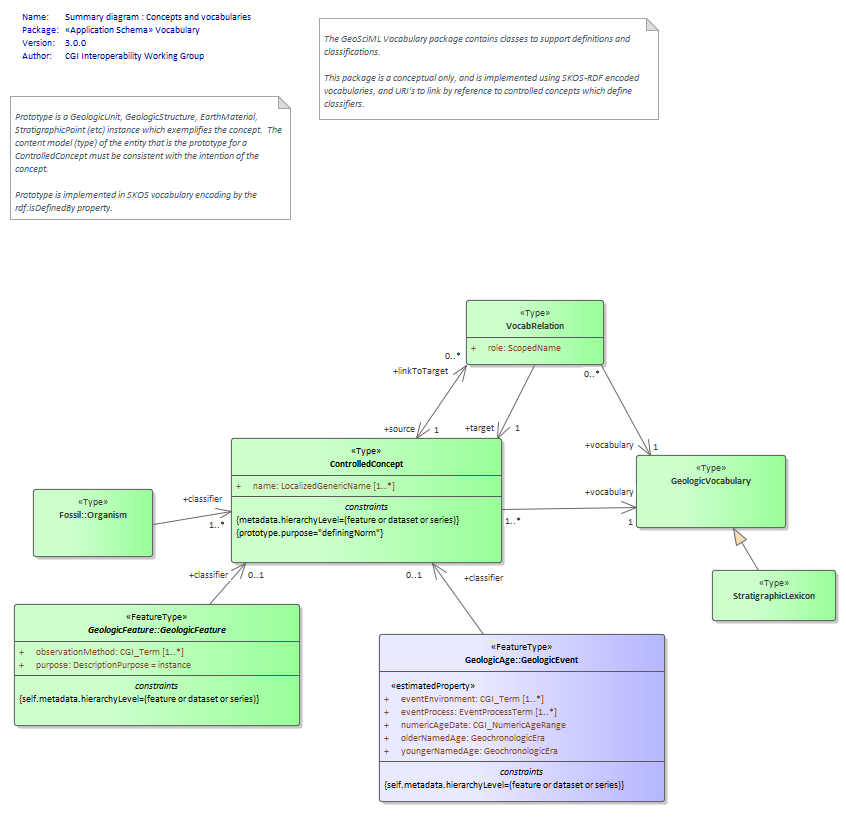 Name: Summary diagram : Concepts and vocabularies
Package: «Application Schema» Vocabulary
Version: 3.0.0
Author: CGI Interoperability Working Group
The GeoSciML Vocabulary package contains classes to support definitions and
classifications.
This package is a conceptual only, and is implemented using SKOS-RDF encoded
vocabularies, and URI's to link by reference to controlled concepts which define
classifiers.
Prototype is a GeologicUnit, GeologicStructure, EarthMaterial,
StratigraphicPoint (etc) instance which exemplifies the concept. The
content model (type) of the entity that is the prototype for a
ControlledConcept must be consistent with the intention of the
concept.
Prototype is implemented in SKOS vocabulary encoding by the
rdf:isDefinedBy property.
«Type»
VocabRelation
+ role: ScopedName
0..*
+linkToTarget
0..*
+source
1
+target
1
+vocabulary
1
«Type»
ControlledConcept
+ name: LocalizedGenericName [1..*]
constraints
{metadata.hierarchyLevel=(feature or dataset or series)}
{prototype.purpose="definingNorm"}
«Type»
GeologicVocabulary
+vocabulary
1..*
1
«Type»
Fossil::Organism
+classifier
1..*
«Type»
StratigraphicLexicon
+classifier
0..1
0..1
+classifier
«FeatureType»
GeologicFeature::GeologicFeature
+ observationMethod: CGI_Term [1..*]
+ purpose: DescriptionPurpose = instance
constraints
{self.metadata.hierarchyLevel=(feature or dataset or series)}
«FeatureType»
GeologicAge::GeologicEvent
«estimatedProperty»
+ eventEnvironment: CGI_Term [1..*]
+ eventProcess: EventProcessTerm [1..*]
+ numericAgeDate: CGI_NumericAgeRange
+ olderNamedAge: GeochronologicEra
+ youngerNamedAge: GeochronologicEra
constraints
{self.metadata.hierarchyLevel=(feature or dataset or series)}